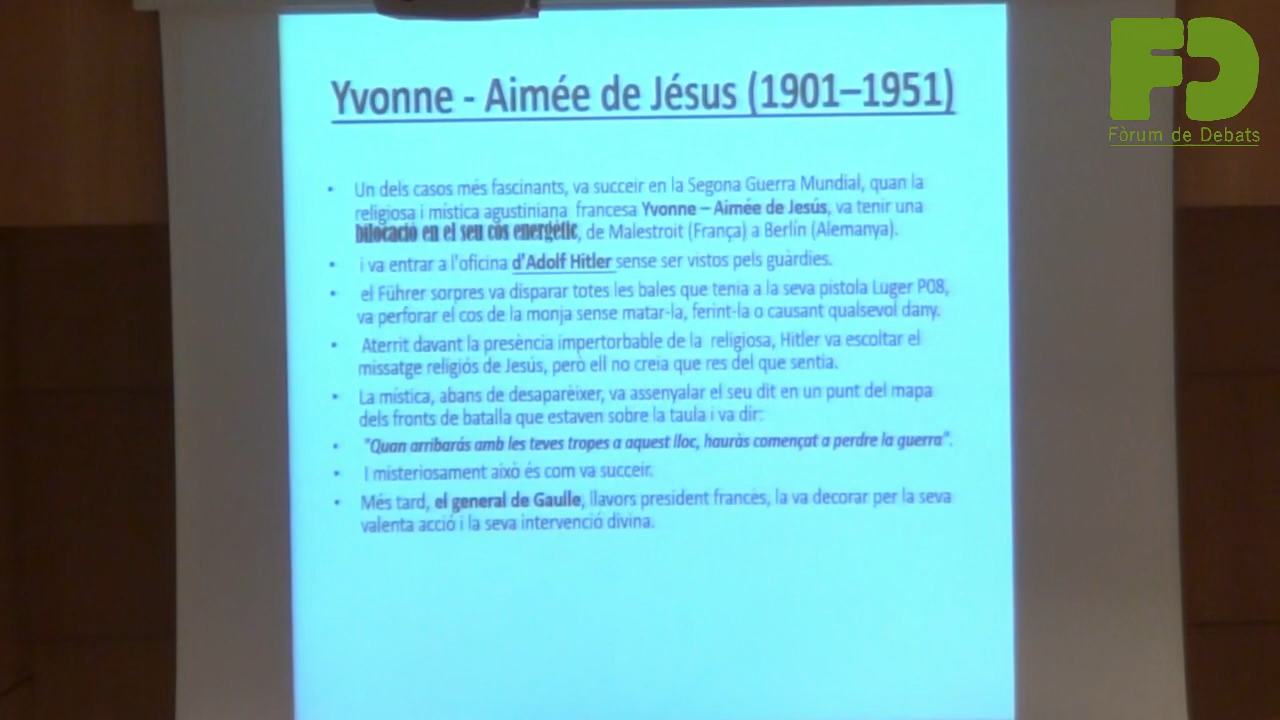 FD
Fòrum de Debats
Yvonne - Aimée de Jésus (1901–1951)
• Un dels casos més fascinants, va succeir en la Segona Guerra Mundial, quan la
religiosa i mística agustiniana francesa Yvonne – Aimée de Jesús, va tenir una
bilocació en el seu cos energètic, de Malestroit (França) a Berlín (Alemanya).
• i va entrar a l'oficina d'Adolf Hitler sense ser vistos pels guàrdies.
• el Führer sorpres va disparar totes les bales que tenia a la seva pistola Luger P08,
va perforar el cos de la monja sense matar-la, ferint-la o causant qualsevol dany.
• Aterrit davant la presència impertorbable de la religiosa, Hitler va escoltar el
missatge religiós de Jesús, però ell no creia que res del que sentia.
• La mística, abans de desaparèixer, va assenyalar el seu dit en un punt del mapa
dels fronts de batalla que estaven sobre la taula i va dir:
• "Quan arribaràs amb les teves tropes a aquest lloc, hauràs començat a perdre la guerra".
• I misteriosament això és com va succeir.
• Més tard, el general de Gaulle, llavors president francès, la va decorar per la seva
valenta acció i la seva intervenció divina.